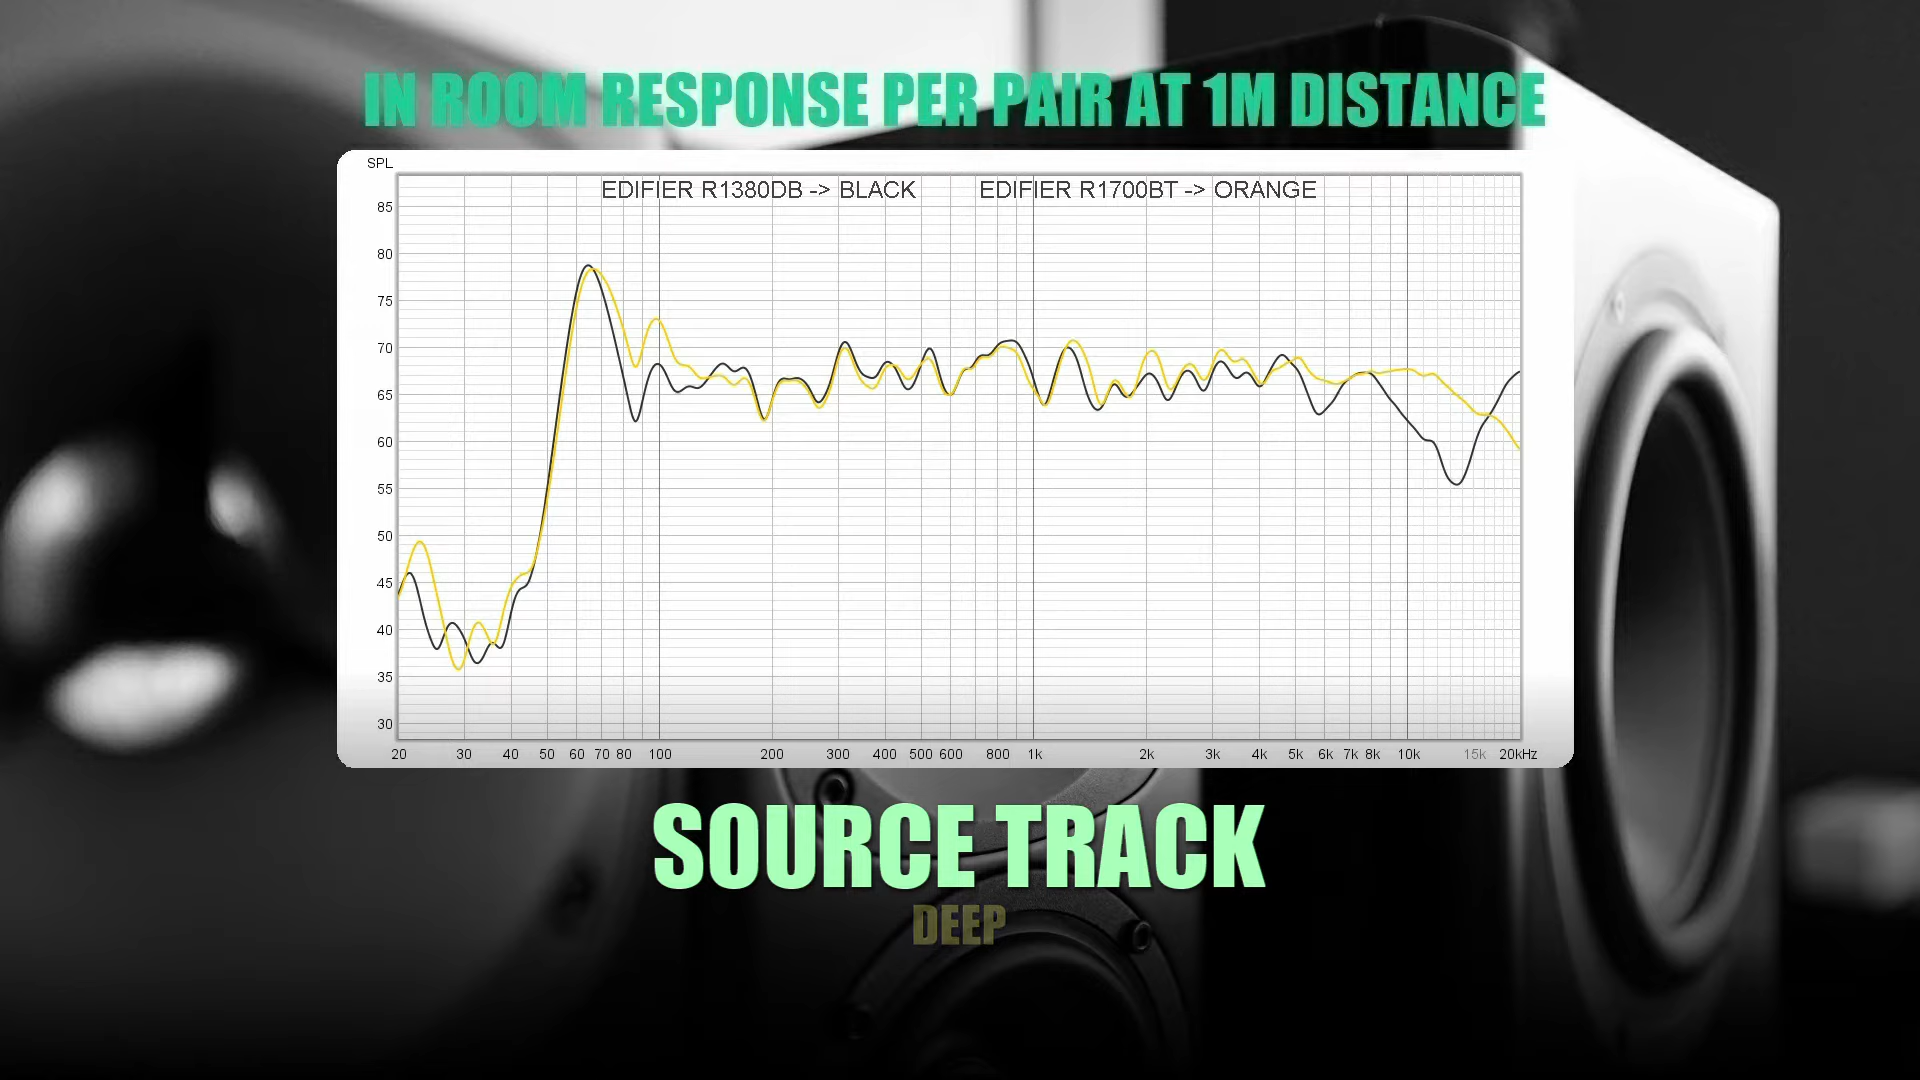 IN ROOM RESPONSE PER PAIR AT 1M DISTANCE
SPL
EDIFIER R1380DB -> BLACK EDIFIER R1700BT -> ORANGE
85
80
75
70
65
60
55
50
45
40
35
30
20 30 40 50 60 70 80 100 200 300 400 500 600 800 1k 2k 3k 4k 5k 6k 7k 8k 10k 15k 20kHz
SOURCE TRACK
DEEP